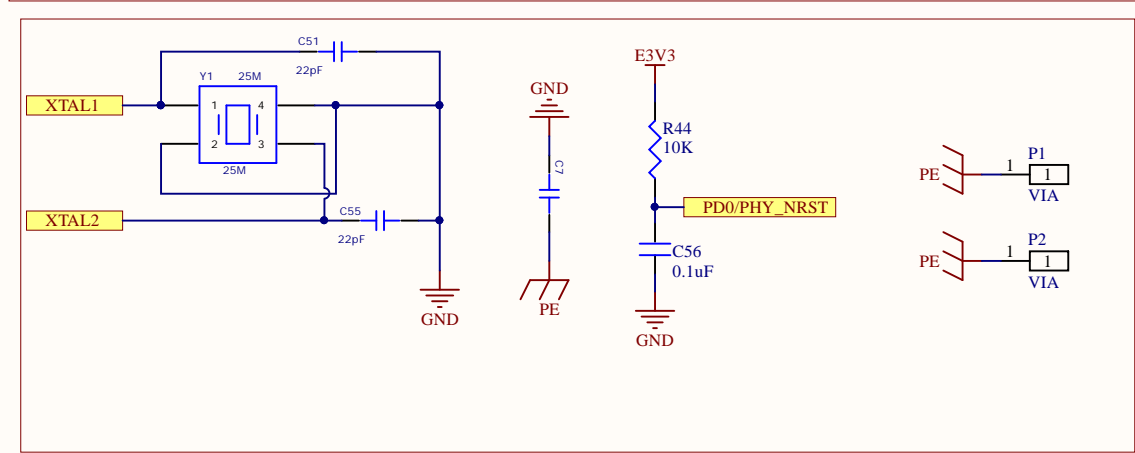 C51
22pF
Y1 25M
XTAL1
1 4
2 3
25M
XTAL2
C55
22pF
GND
GND
C7
PE
E3V3
R44
10K
PD0/PHY_NRST
C56
0.1uF
GND
PE
1
P1
1
VIA
PE
1
P2
1
VIA